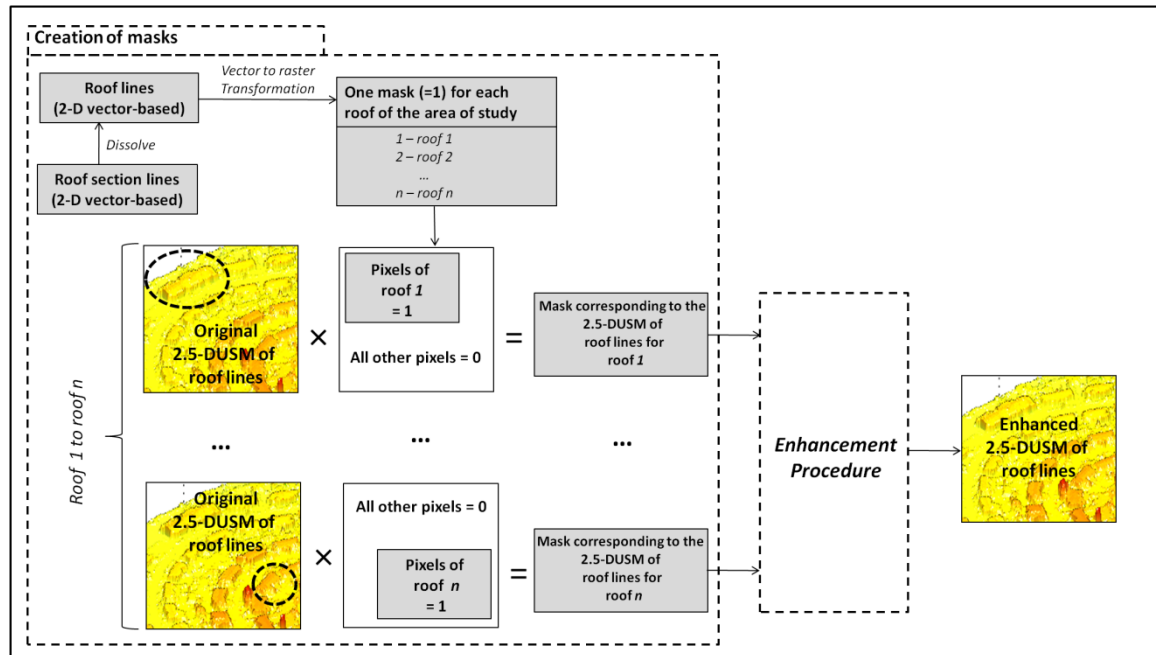 Creation of masks
Roof lines
(2-D vector-based)
Vector to raster
Transformation
One mask (=1) for each
roof of the area of study
1 – roof 1
2 – roof 2
...
n – roof n
Dissolve
Roof section lines
(2-D vector-based)
Roof 1 to roof n
Original
2.5-DUSM of
roof lines
×
Pixels of
roof 1
= 1
All other pixels = 0
=
Mask corresponding to the
2.5-DUSM of
roof lines for
roof 1
...
...
...
Original
2.5-DUSM of
roof lines
×
All other pixels = 0
Pixels of
roof n
= 1
=
Mask corresponding to the
2.5-DUSM of
roof lines for
roof n
Enhancement
Procedure
Enhanced
2.5-DUSM of
roof lines